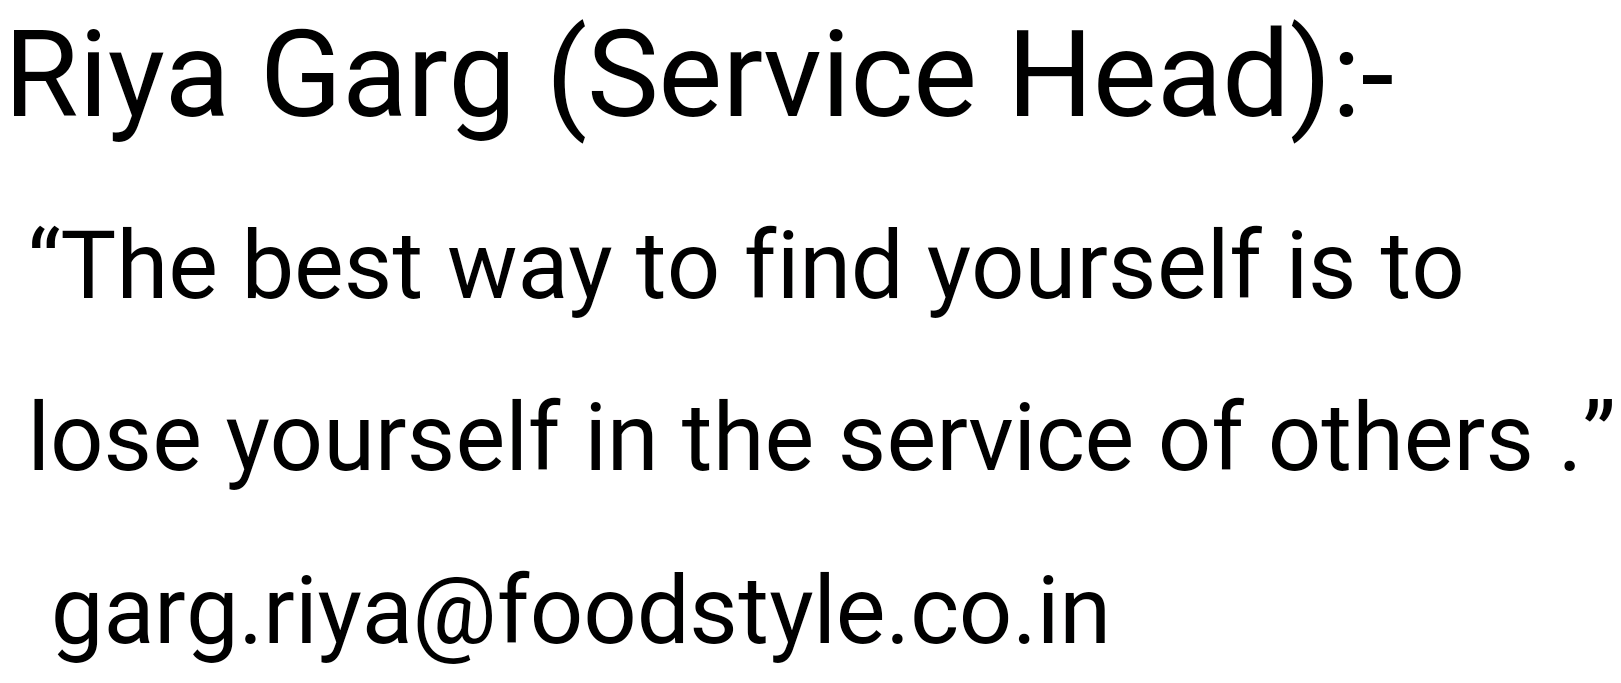 Riya Garg (Service Head):-
“The best way to find yourself is to
lose yourself in the service of others .”
garg.riya@foodstyle.co.in